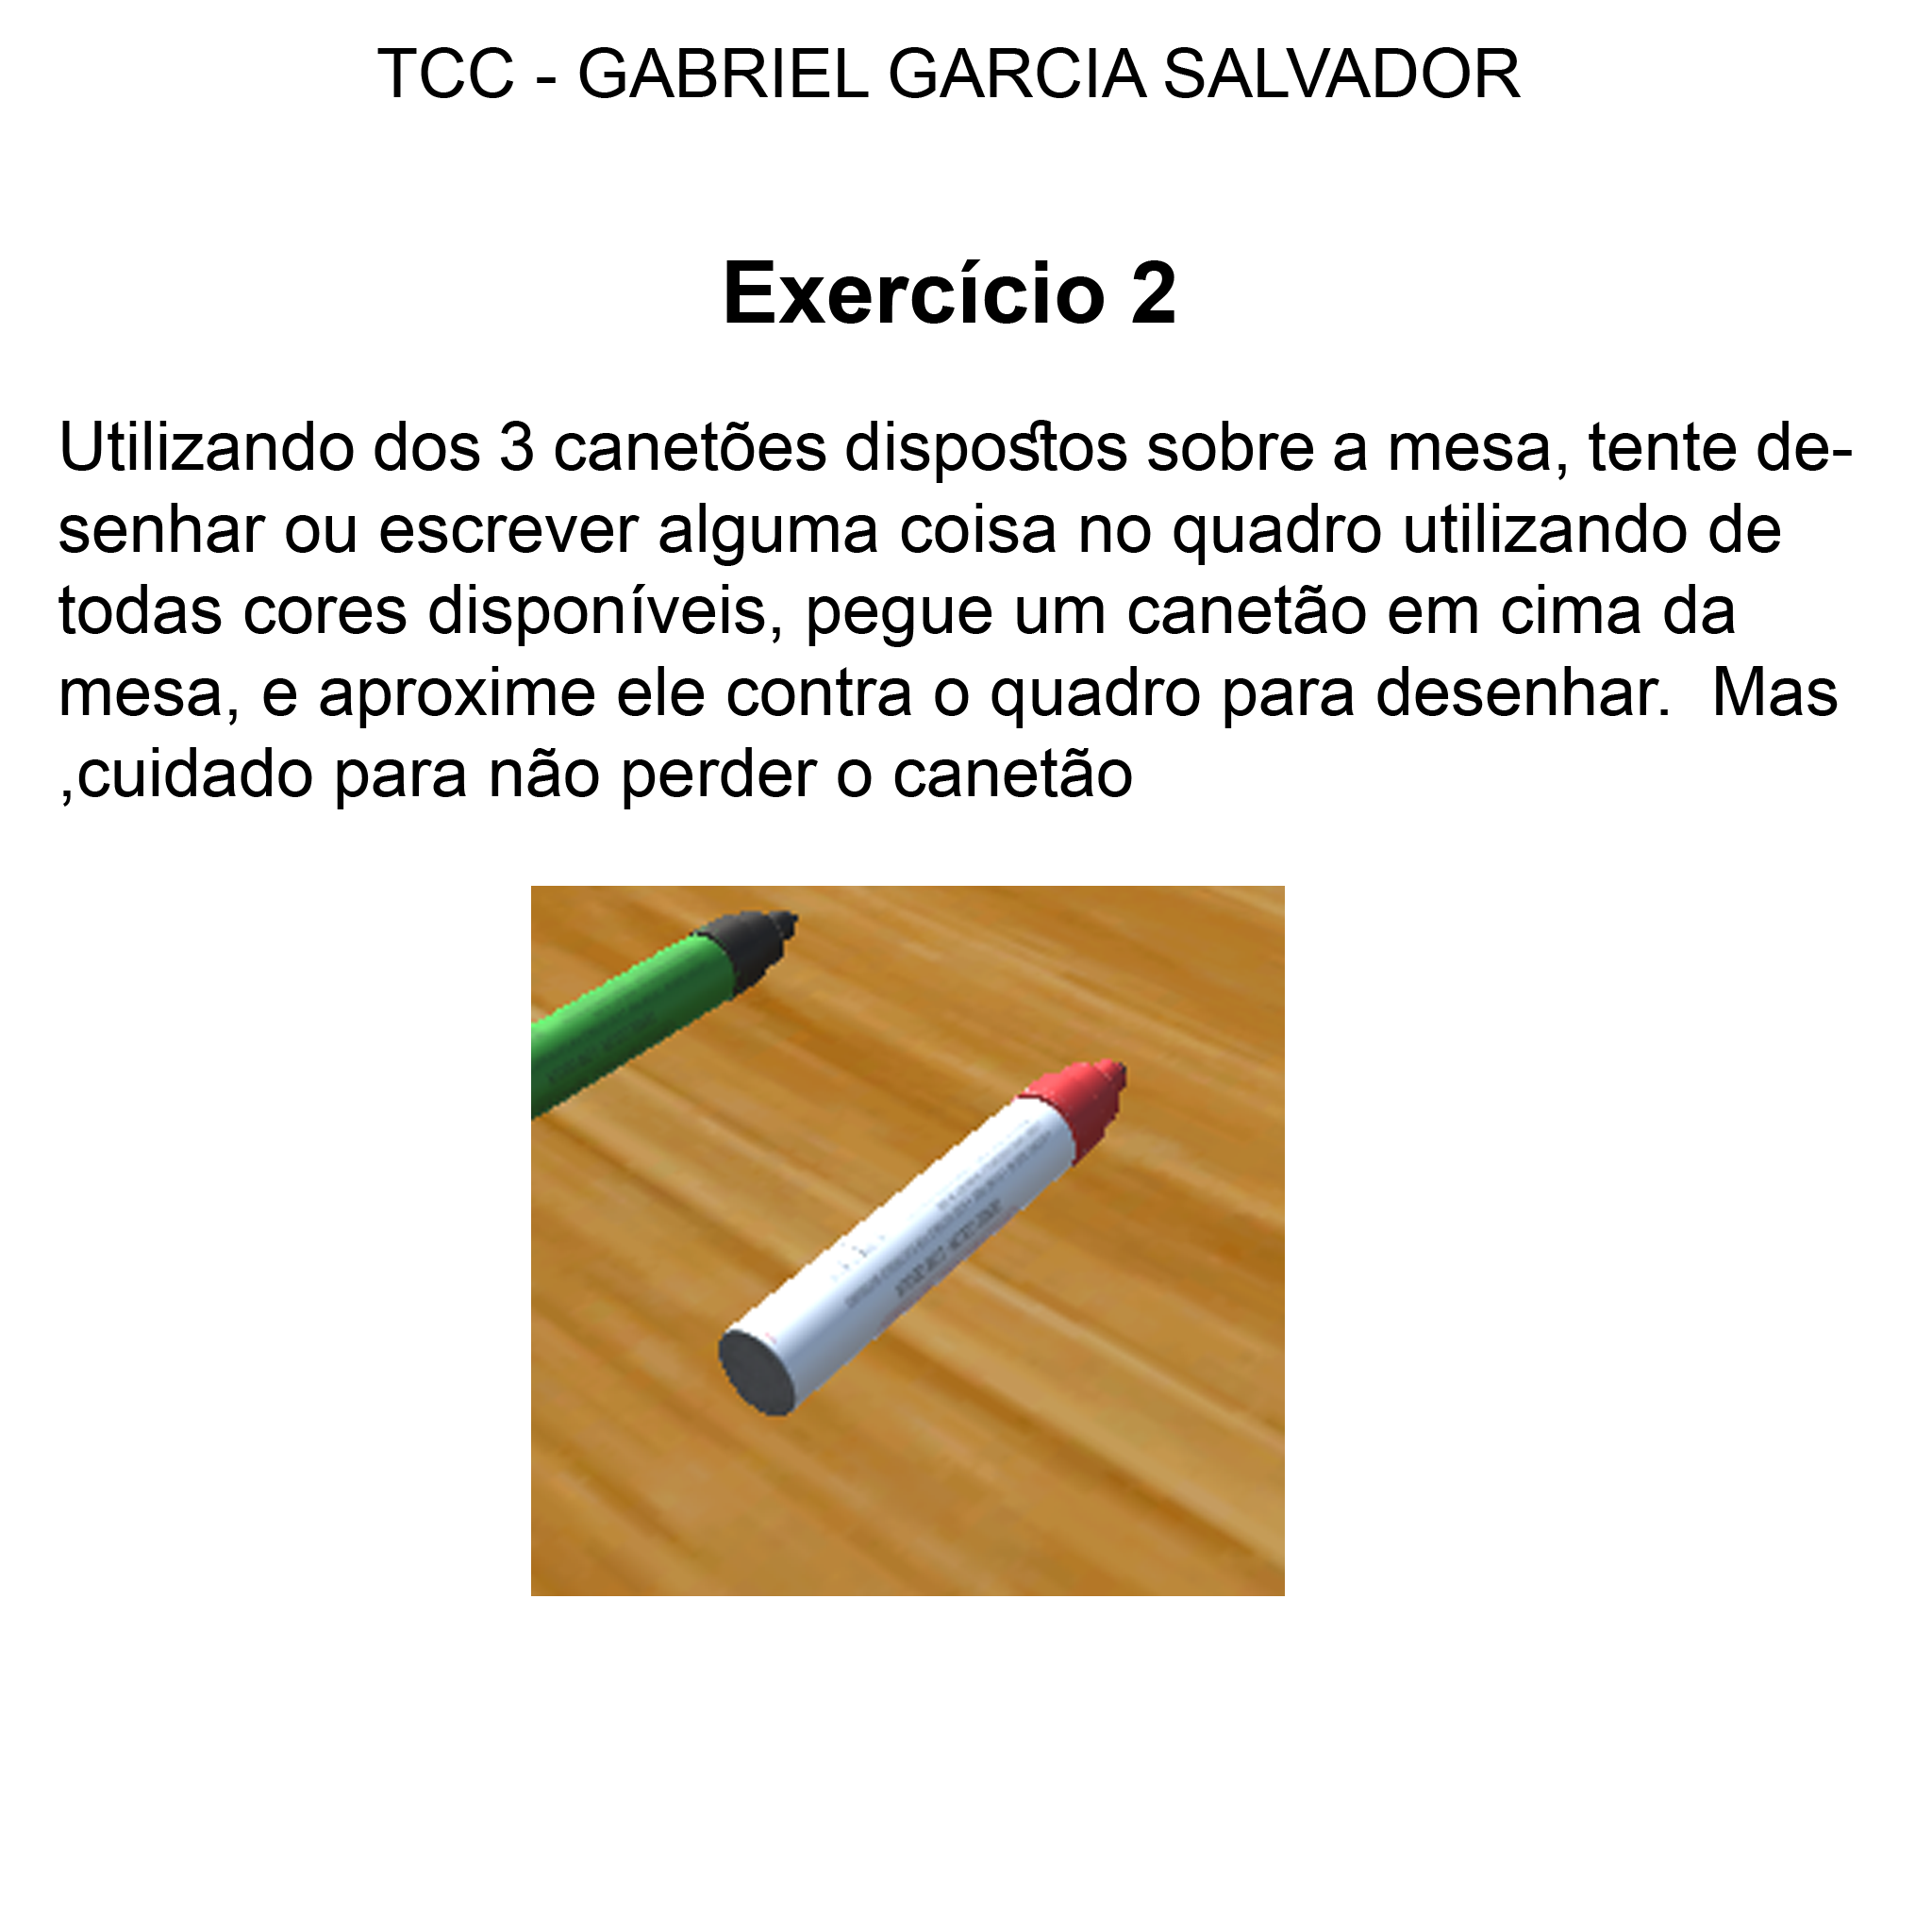 TCC - GABRIEL GARCIA SALVADOR
Exercício 2
Utilizando dos 3 canetões dispostos sobre a mesa, tente de-
senhar ou escrever alguma coisa no quadro utilizando de
todas cores disponíveis, pegue um canetão em cima da
mesa, e aproxime ele contra o quadro para desenhar.  Mas
,cuidado para não perder o canetão